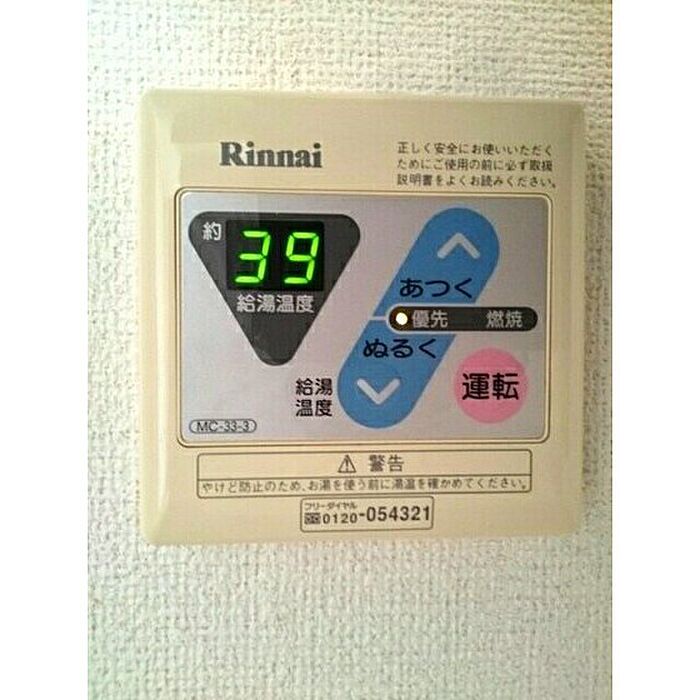 Rinnai
正しく安全にお使いいただく
ためにご使用の前に必ず取扱
説明書をよくお読みください。
約
39
給湯温度
あつく
優先 燃焼
ぬるく
給湯
温度
運転
MC-33-3
⚠ 警告
やけど防止のため、お湯を使う前に湯温を確かめてください。
フリーダイヤル
0120-054321